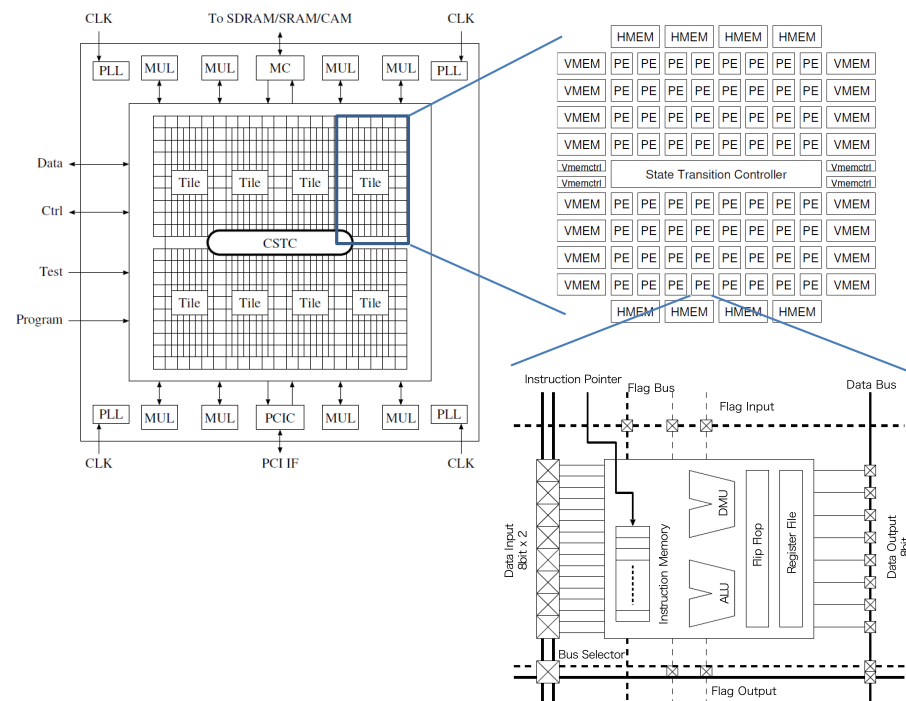 CLK
To SDRAM/SRAM/CAM
CLK
PLL
MUL
MUL
MC
MUL
MUL
PLL
Data
Ctrl
Test
Program
Tile
Tile
Tile
Tile
CSTC
Tile
Tile
Tile
Tile
PLL
MUL
MUL
PCIC
MUL
MUL
PLL
CLK
PCI IF
CLK
HMEM HMEM HMEM HMEM
VMEM PE PE PE PE PE PE PE PE VMEM
VMEM PE PE PE PE PE PE PE PE VMEM
VMEM PE PE PE PE PE PE PE PE VMEM
VMEM PE PE PE PE PE PE PE PE VMEM
Vmemctrl
Vmemctrl
State Transition Controller
Vmemctrl
Vmemctrl
VMEM PE PE PE PE PE PE PE PE VMEM
VMEM PE PE PE PE PE PE PE PE VMEM
VMEM PE PE PE PE PE PE PE PE VMEM
VMEM PE PE PE PE PE PE PE PE VMEM
HMEM HMEM HMEM HMEM
Instruction Pointer
Flag Bus
Data Bus
Flag Input
Data Input
8bit x 2
Instruction Memory
DMU
ALU
Flip Flop
Register File
Data Output
8bit
Bus Selector
Flag Output